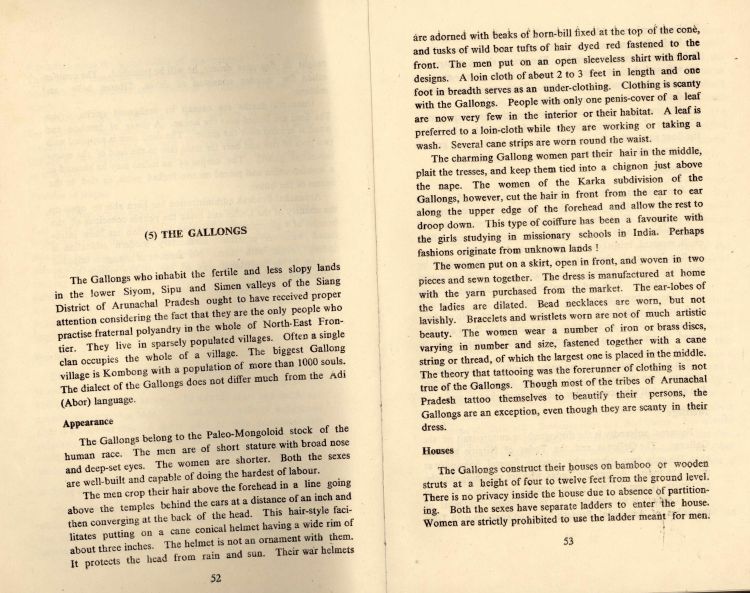 (5) THE GALLONGS
The Gallongs who inhabit the fertile and less slopy lands
in the lower Siyom, Sipu and Simen valleys of the Siang
District of Arunachal Pradesh ought to have received proper
attention considering the fact that they are the only people who
practise fraternal polyandry in the whole of North-East Fron-
tier. They live in sparsely populated villages. Often a single
clan occupies the whole of a village. The biggest Gallong
village is Kombong with a population of more than 1000 souls.
The dialect of the Gallongs does not differ much from the Adi
(Abor) language.
Appearance
The Gallongs belong to the Paleo-Mongoloid stock of the
human race. The men are of short stature with broad nose
and deep-set eyes. The women are shorter. Both the sexes
are well-built and capable of doing the hardest of labour.
The men crop their hair above the forehead in a line going
above the temples behind the ears at a distance of an inch and
then converging at the back of the head. This hair-style faci-
litates putting on a cane conical helmet having a wide rim of
about three inches. The helmet is not an ornament with them.
It protects the head from rain and sun. Their war helmets
52
are adorned with beaks of horn-bill fixed at the top of the cone,
and tusks of wild boar tufts of hair dyed red fastened to the
front. The men put on an open sleeveless shirt with floral
designs. A loin cloth of about 2 to 3 feet in length and one
foot in breadth serves as an under-clothing. Clothing is scanty
with the Gallongs. People with only one penis-cover of a leaf
are now very few in the interior or their habitat. A leaf is
preferred to a loin-cloth while they are working or taking a
wash. Several cane strips are worn round the waist.
The charming Gallong women part their hair in the middle,
plait the tresses, and keep them tied into a chignon just above
the nape. The women of the Karka subdivision of the
Gallongs, however, cut the hair in front from the ear to ear
along the upper edge of the forehead and allow the rest to
droop down. This type of coiffure has been a favourite with
the girls studying in missionary schools in India. Perhaps
fashions originate from unknown lands !
The women put on a skirt, open in front, and woven in two
pieces and sewn together. The dress is manufactured at home
with the yarn purchased from the market. The ear-lobes of
the ladies are dilated. Bead necklaces are worn, but not
lavishly. Bracelets and wristlets worn are not of much artistic
beauty. The women wear a number of iron or brass discs,
varying in number and size, fastened together with a cane
string or thread, of which the largest one is placed in the middle.
The theory that tattooing was the forerunner of clothing is not
true of the Gallongs. Though most of the tribes of Arunachal
Pradesh tattoo themselves to beautify their persons, the
Gallongs are an exception, even though they are scanty in their
dress.
Houses
The Gallongs construct their houses on bamboo or wooden
struts at a height of four to twelve feet from the ground level.
There is no privacy inside the house due to absence of partition-
ing. Both the sexes have separate ladders to enter the house.
Women are strictly prohibited to use the ladder meant for men.
53